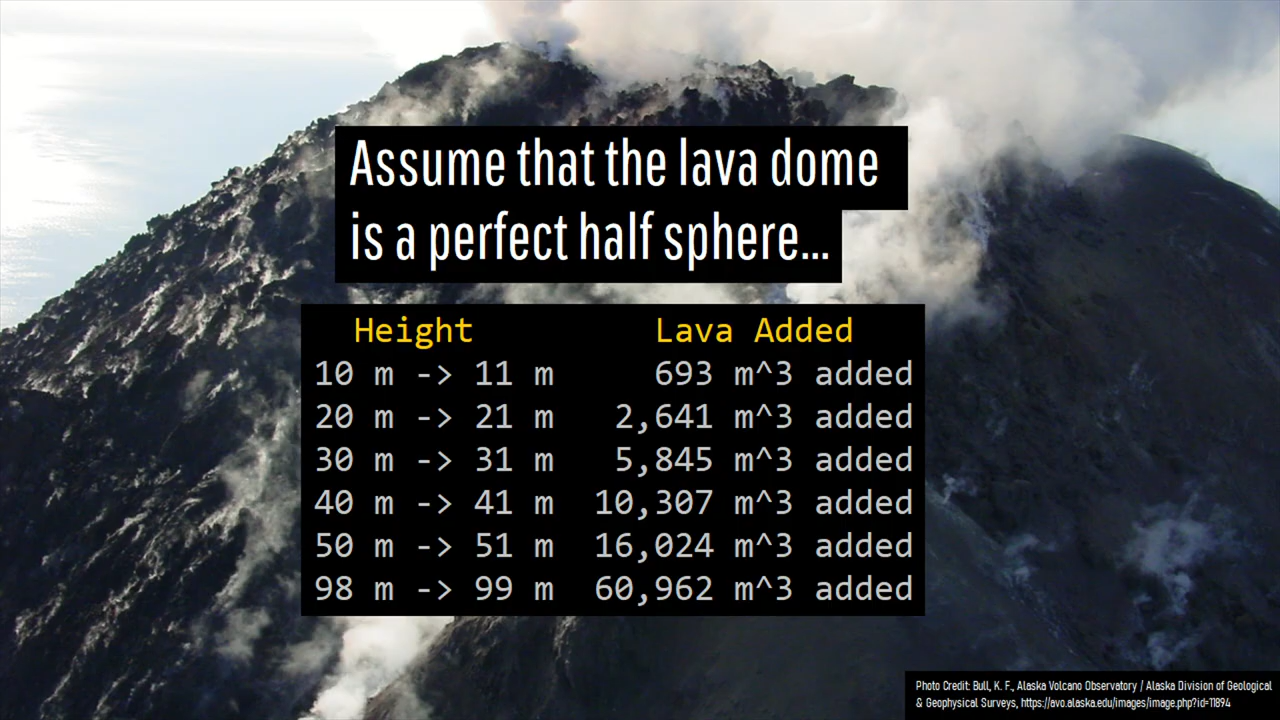 Assume that the lava dome
is a perfect half sphere...
Height Lava Added
10 m -> 11 m 693 m^3 added
20 m -> 21 m 2,641 m^3 added
30 m -> 31 m 5,845 m^3 added
40 m -> 41 m 10,307 m^3 added
50 m -> 51 m 16,024 m^3 added
98 m -> 99 m 60,962 m^3 added
Photo Credit: Bull, K. F., Alaska Volcano Observatory / Alaska Division of Geological
& Geophysical Surveys, https://avo.alaska.edu/images/image.php?id=11894